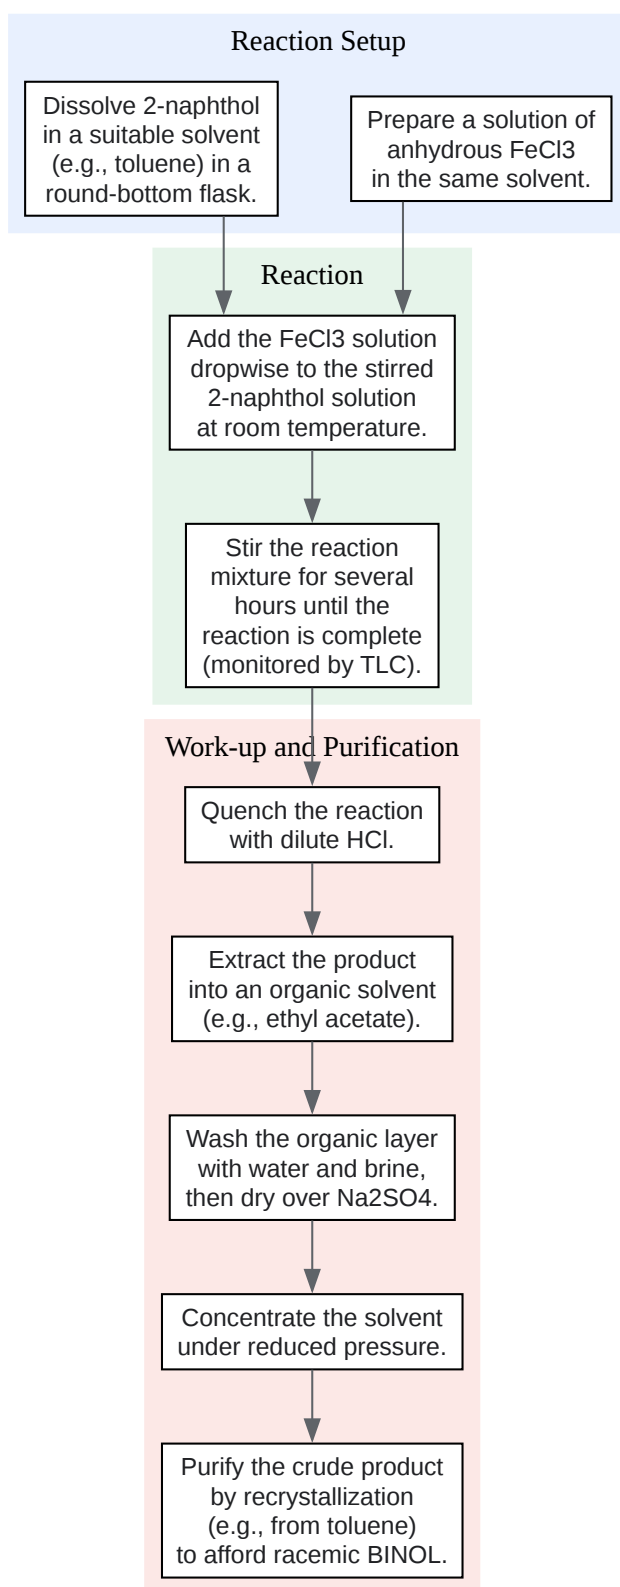 Reaction Setup
Dissolve 2-naphthol
in a suitable solvent
(e.g., toluene) in a
round-bottom flask.
Prepare a solution of
anhydrous FeCl3
in the same solvent.
Reaction
Add the FeCl3 solution
dropwise to the stirred
2-naphthol solution
at room temperature.
Stir the reaction
mixture for several
hours until the
reaction is complete
(monitored by TLC).
Work-up and Purification
Quench the reaction
with dilute HCl.
Extract the product
into an organic solvent
(e.g., ethyl acetate).
Wash the organic layer
with water and brine,
then dry over Na2SO4.
Concentrate the solvent
under reduced pressure.
Purify the crude product
by recrystallization
(e.g., from toluene)
to afford racemic BINOL.